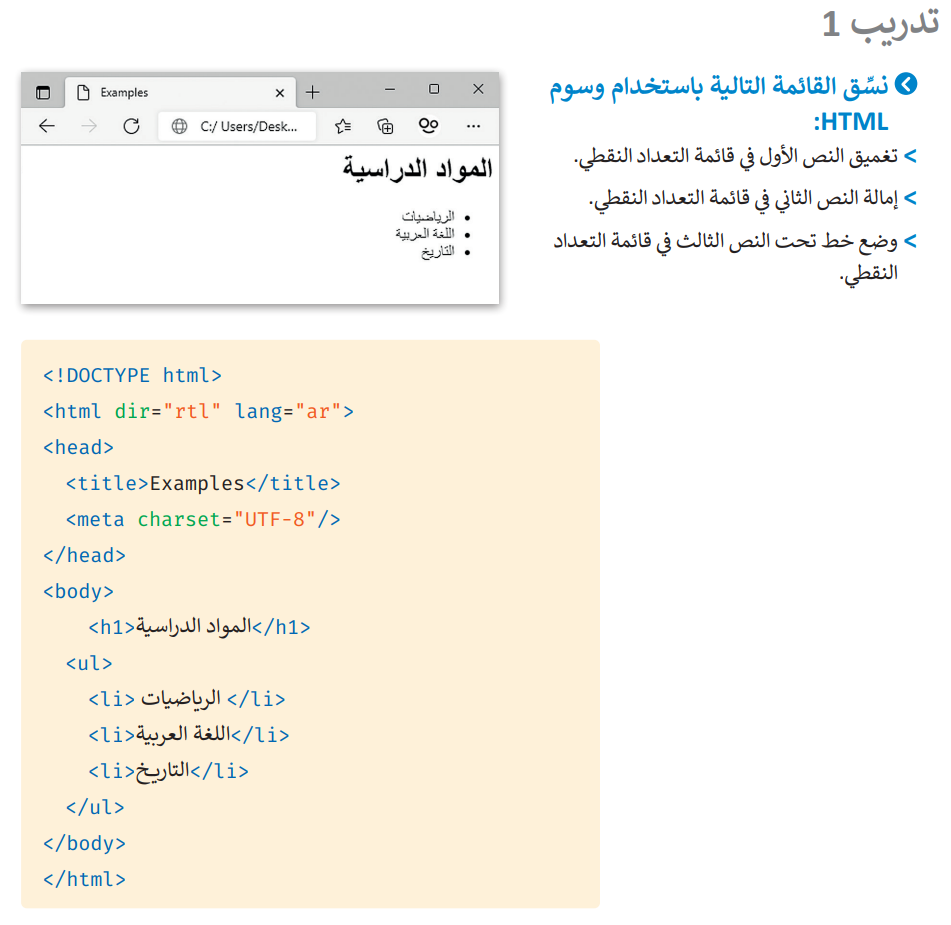 تدريب 1
نسِّق القائمة التالية باستخدام وسوم
HTML:
تغميق النص الأول في قائمة التعداد النقطي.
إمالة النص الثاني في قائمة التعداد النقطي.
وضع خط تحت النص الثالث في قائمة التعداد
النقطي.
Examples
C:/ Users/Desk...
المواد الدراسية
• الرياضيات
• اللغة العربية
• التاريخ
<!DOCTYPE html>
<html dir="rtl" lang="ar">
<head>
<title>Examples</title>
<meta charset="UTF-8"/>
</head>
<body>
<h1>المواد الدراسية</h1>
<ul>
<li> الرياضيات </li>
<li>اللغة العربية</li>
<li>التاريخ</li>
</ul>
</body>
</html>